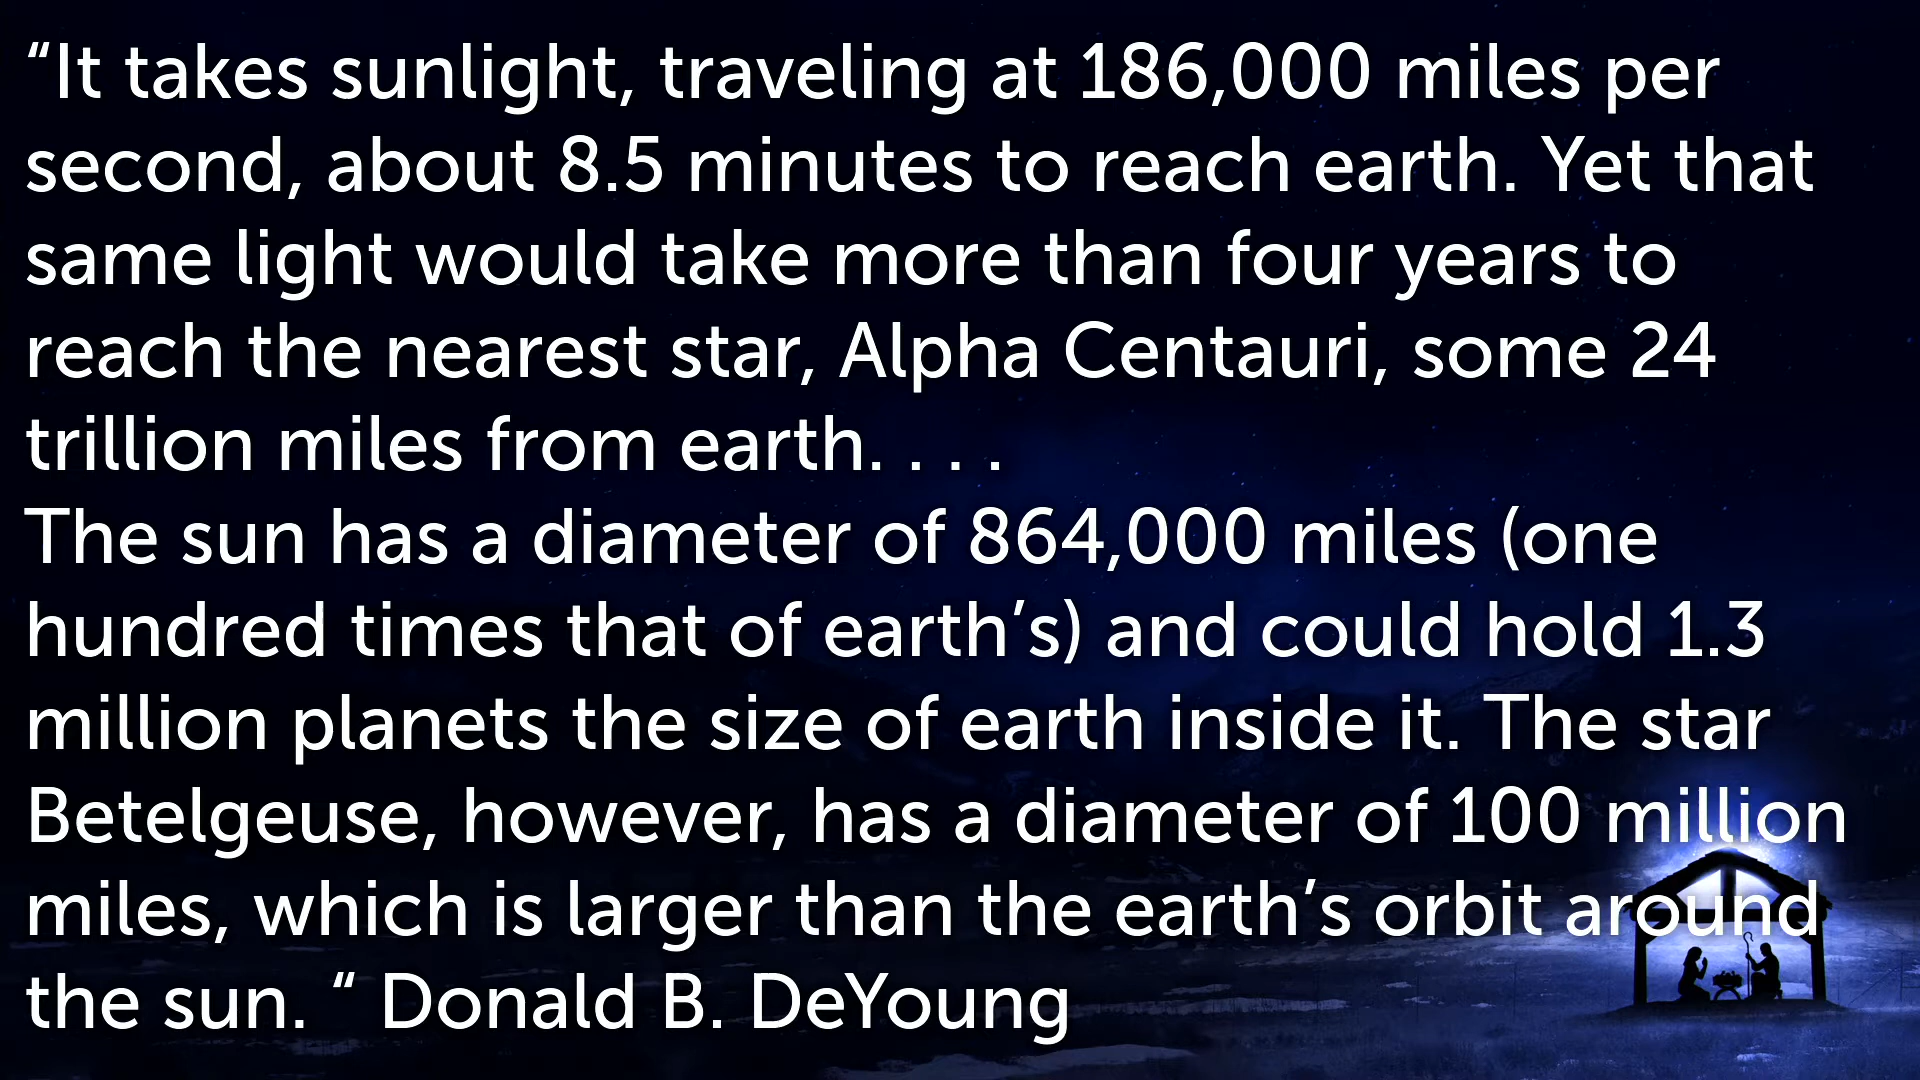 “It takes sunlight, traveling at 186,000 miles per
second, about 8.5 minutes to reach earth. Yet that
same light would take more than four years to
reach the nearest star, Alpha Centauri, some 24
trillion miles from earth. . . .
The sun has a diameter of 864,000 miles (one
hundred times that of earth’s) and could hold 1.3
million planets the size of earth inside it. The star
Betelgeuse, however, has a diameter of 100 million
miles, which is larger than the earth’s orbit around
the sun. “ Donald B. DeYoung